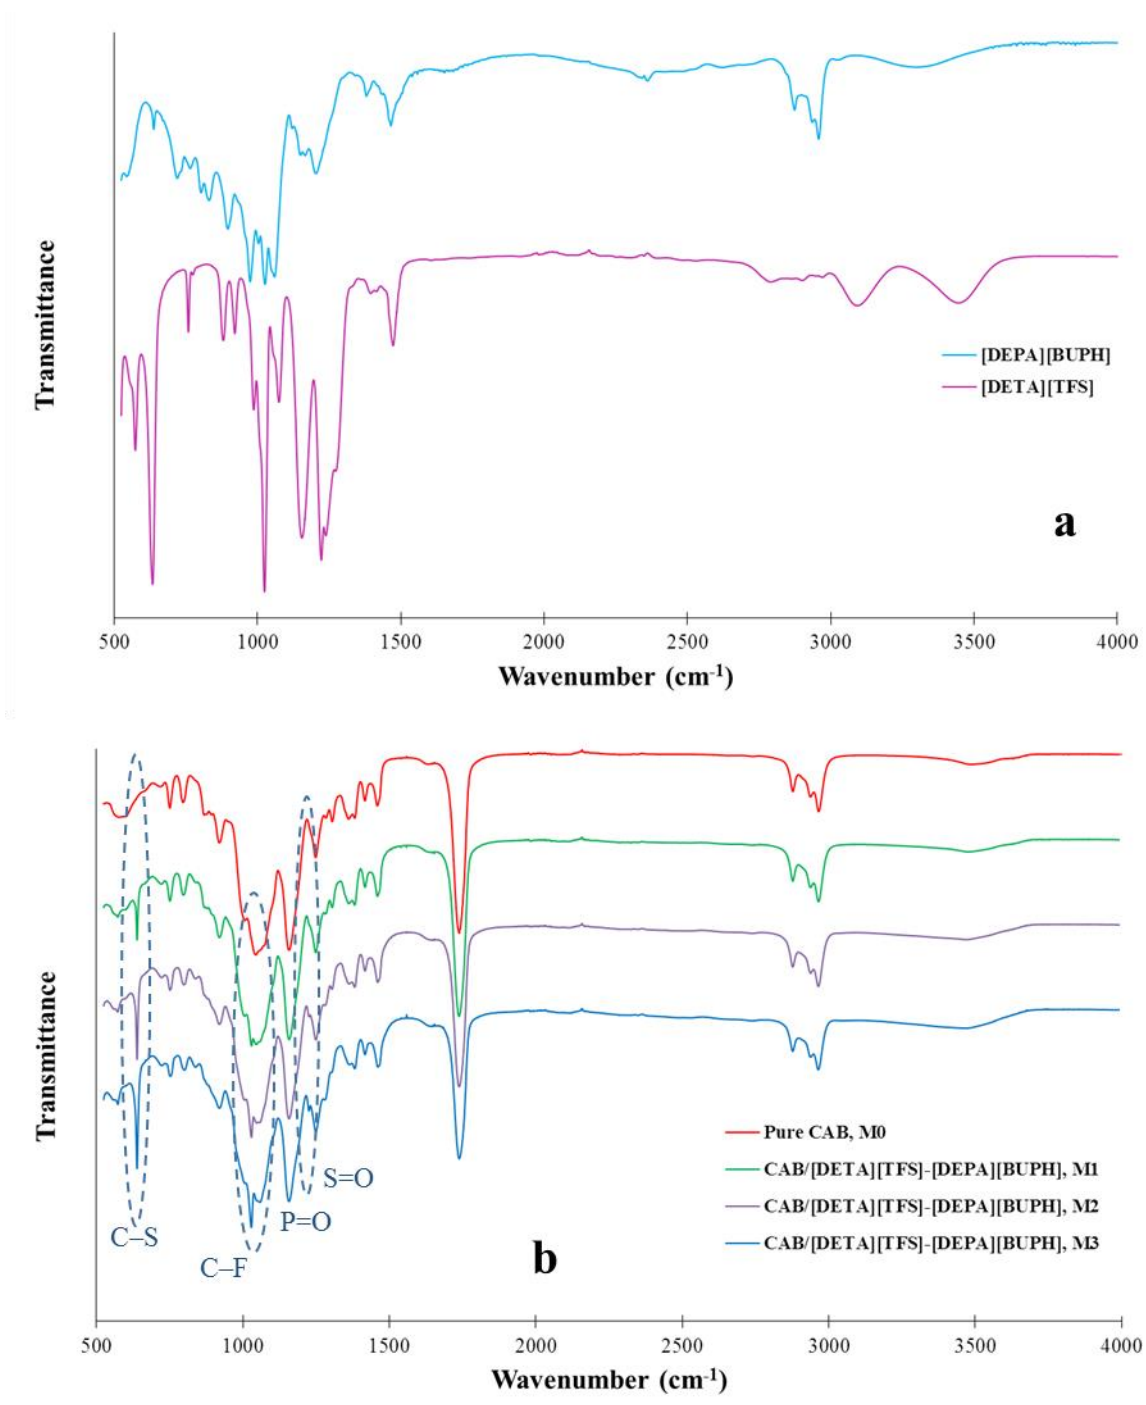 Transmittance
[DEPA][BUPH]
[DETA][TFS]
a
500 1000 1500 2000 2500 3000 3500 4000
Wavenumber (cm-1)
Transmittance
Pure CAB, M0
CAB/[DETA][TFS]-[DEPA][BUPH], M1
CAB/[DETA][TFS]-[DEPA][BUPH], M2
CAB/[DETA][TFS]-[DEPA][BUPH], M3
S=O
P=O
C–S
C–F
b
500 1000 1500 2000 2500 3000 3500 4000
Wavenumber (cm-1)